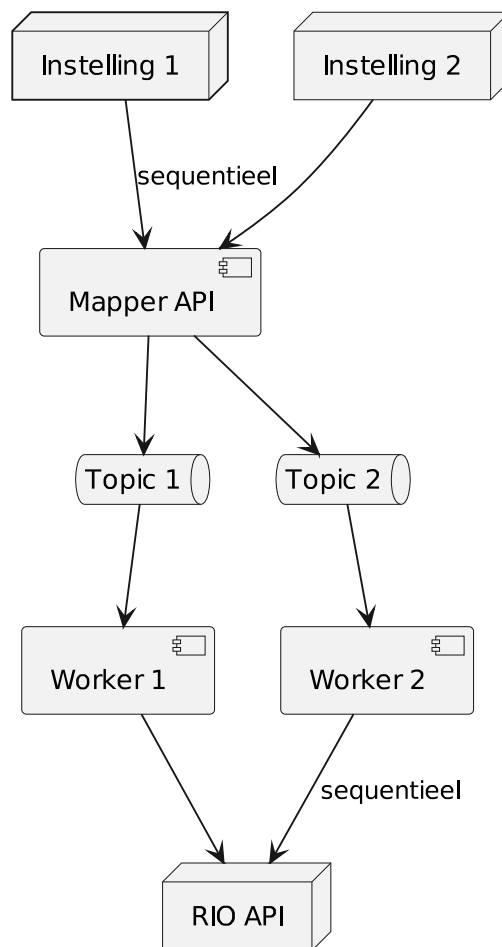 Instelling 1
Instelling 2
sequentieel
Mapper API
Topic 1
Topic 2
Worker 1
Worker 2
sequentieel
RIO API